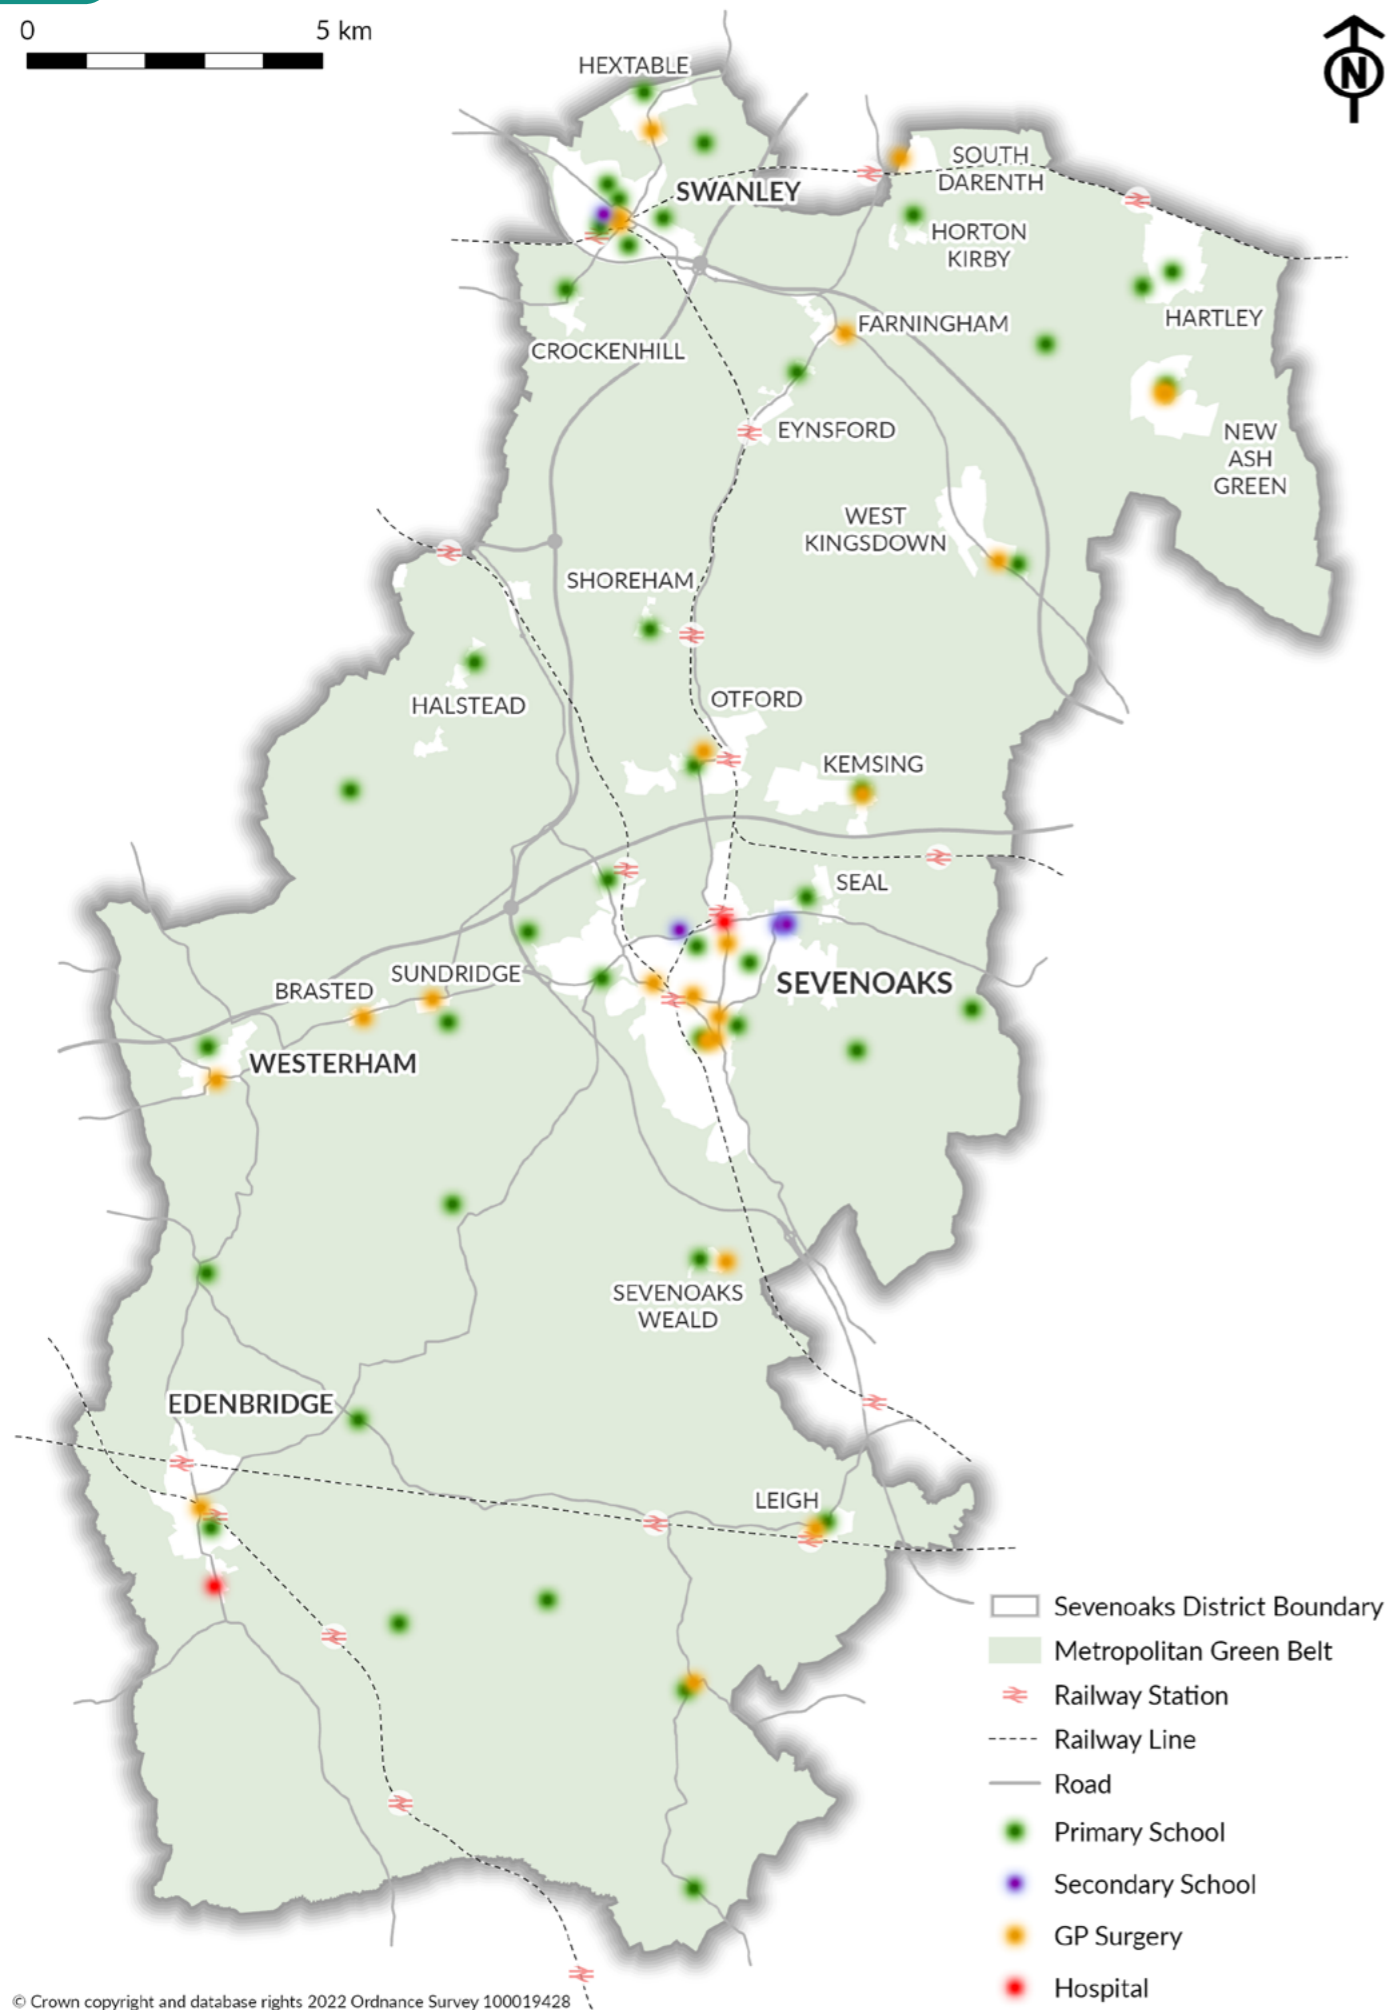 0 5 km
N
HEXTABLE
SOUTH
DARENTH
SWANLEY
HORTON
KIRBY
HARTLEY
FARNINGHAM
CROCKENHILL
EYNSFORD
NEW
ASH
GREEN
WEST
KINGSDOWN
SHOREHAM
HALSTEAD
OTFORD
KEMSING
SEAL
SUNDRIDGE
BRASTED
SEVENOAKS
WESTERHAM
SEVENOAKS
WEALD
EDENBRIDGE
LEIGH
Sevenoaks District Boundary
Metropolitan Green Belt
Railway Station
Railway Line
Road
Primary School
Secondary School
GP Surgery
Hospital
© Crown copyright and database rights 2022 Ordnance Survey 100019428